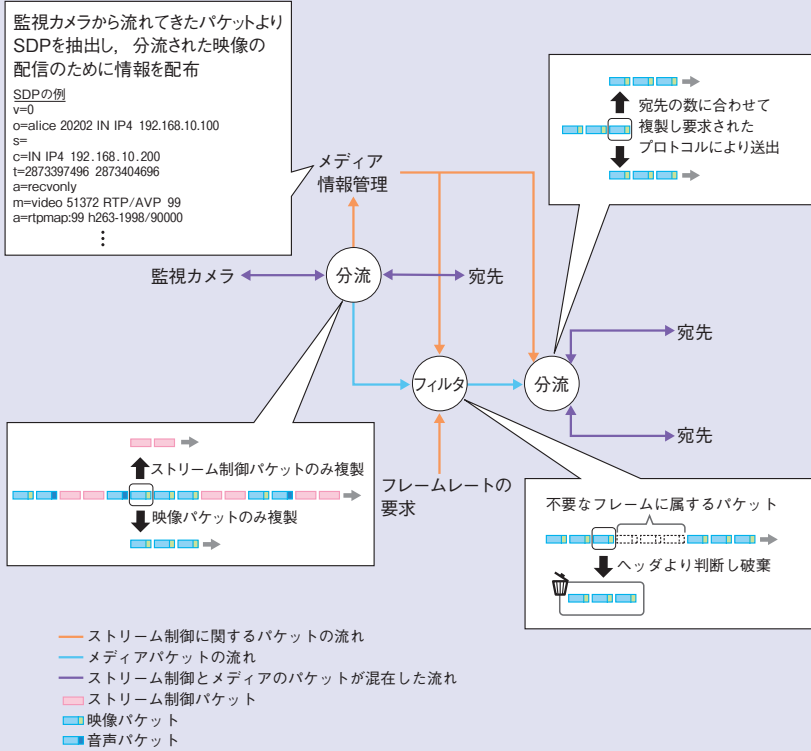 監視カメラから流れてきたパケットより
SDPを抽出し，分流された映像の
配信のために情報を配布
SDPの例
v=0
o=alice 20202 IN IP4 192.168.10.100
s=
c=IN IP4 192.168.10.200
t=2873397496 2873404696
a=recvonly
m=video 51372 RTP/AVP 99
a=rtpmap:99 h263-1998/90000
⋮
宛先の数に合わせて
複製し要求された
プロトコルにより送出
メディア
情報管理
監視カメラ
分流
宛先
宛先
フィルタ
分流
宛先
ストリーム制御パケットのみ複製
映像パケットのみ複製
フレームレートの
要求
不要なフレームに属するパケット
ヘッダより判断し破棄
ストリーム制御に関するパケットの流れ
メディアパケットの流れ
ストリーム制御とメディアのパケットが混在した流れ
ストリーム制御パケット
映像パケット
音声パケット